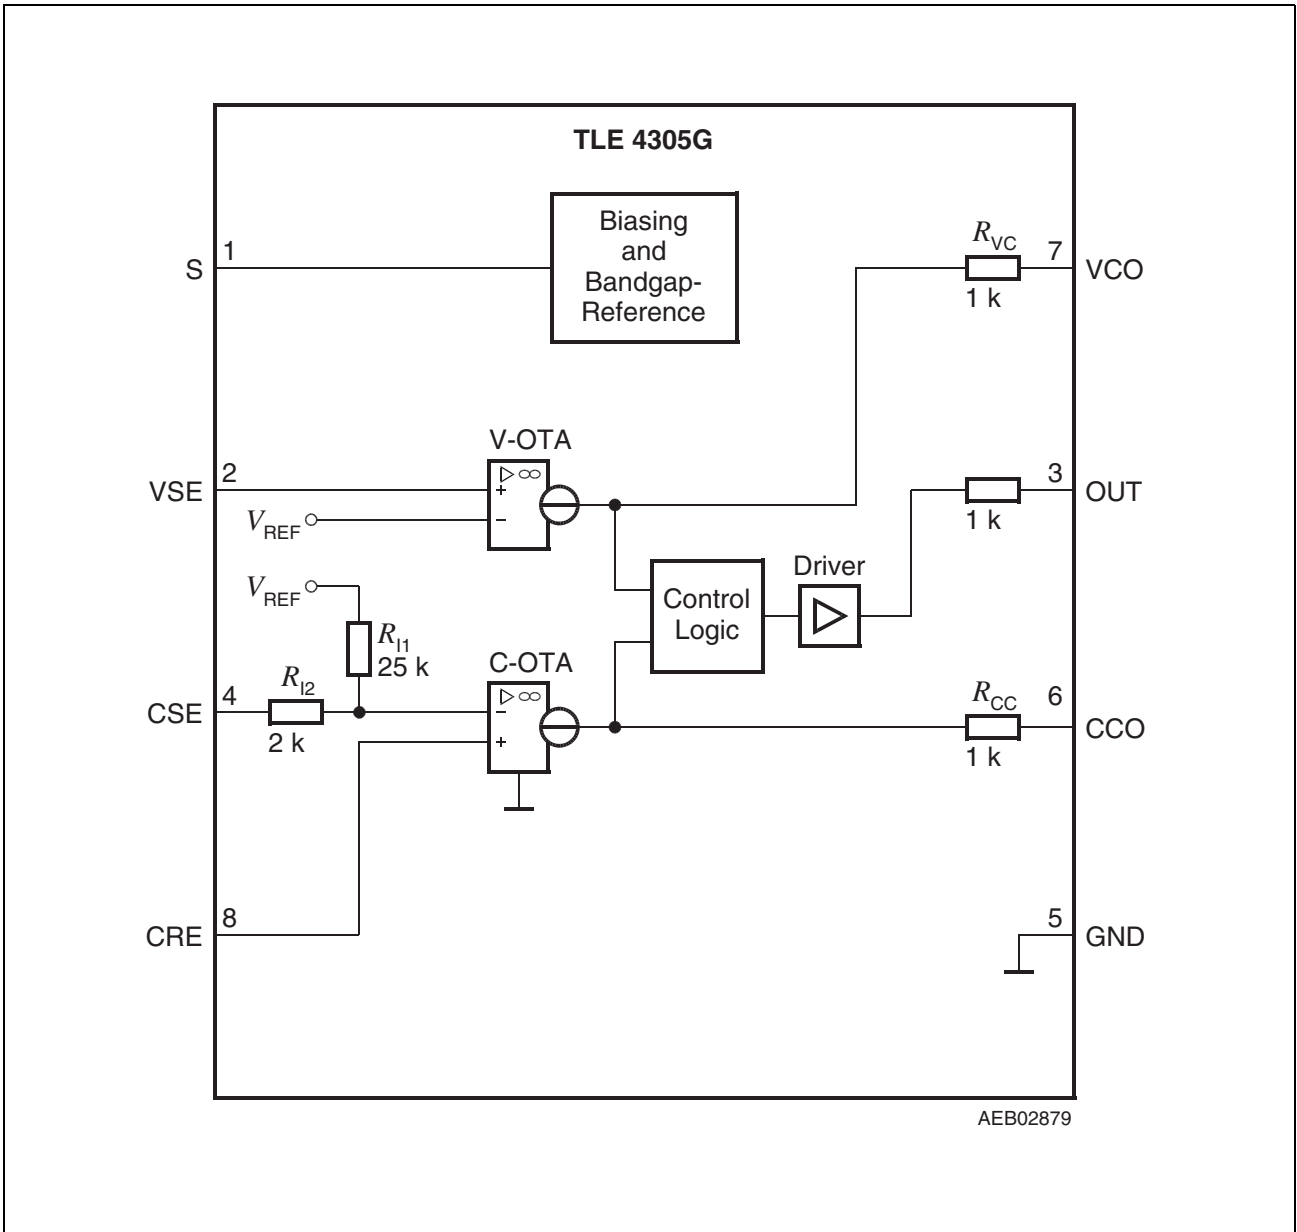 TLE 4305G
Biasing
and
Bandgap-
Reference
S
1
R_VC
1 k
7
VCO
V-OTA
VSE
2
∞
+
−
V_REF
3
OUT
1 k
V_REF
Driver
Control
Logic
R_I1
25 k
C-OTA
R_I2
CSE
4
2 k
∞
−
+
R_CC
1 k
6
CCO
CRE
8
5
GND
AEB02879